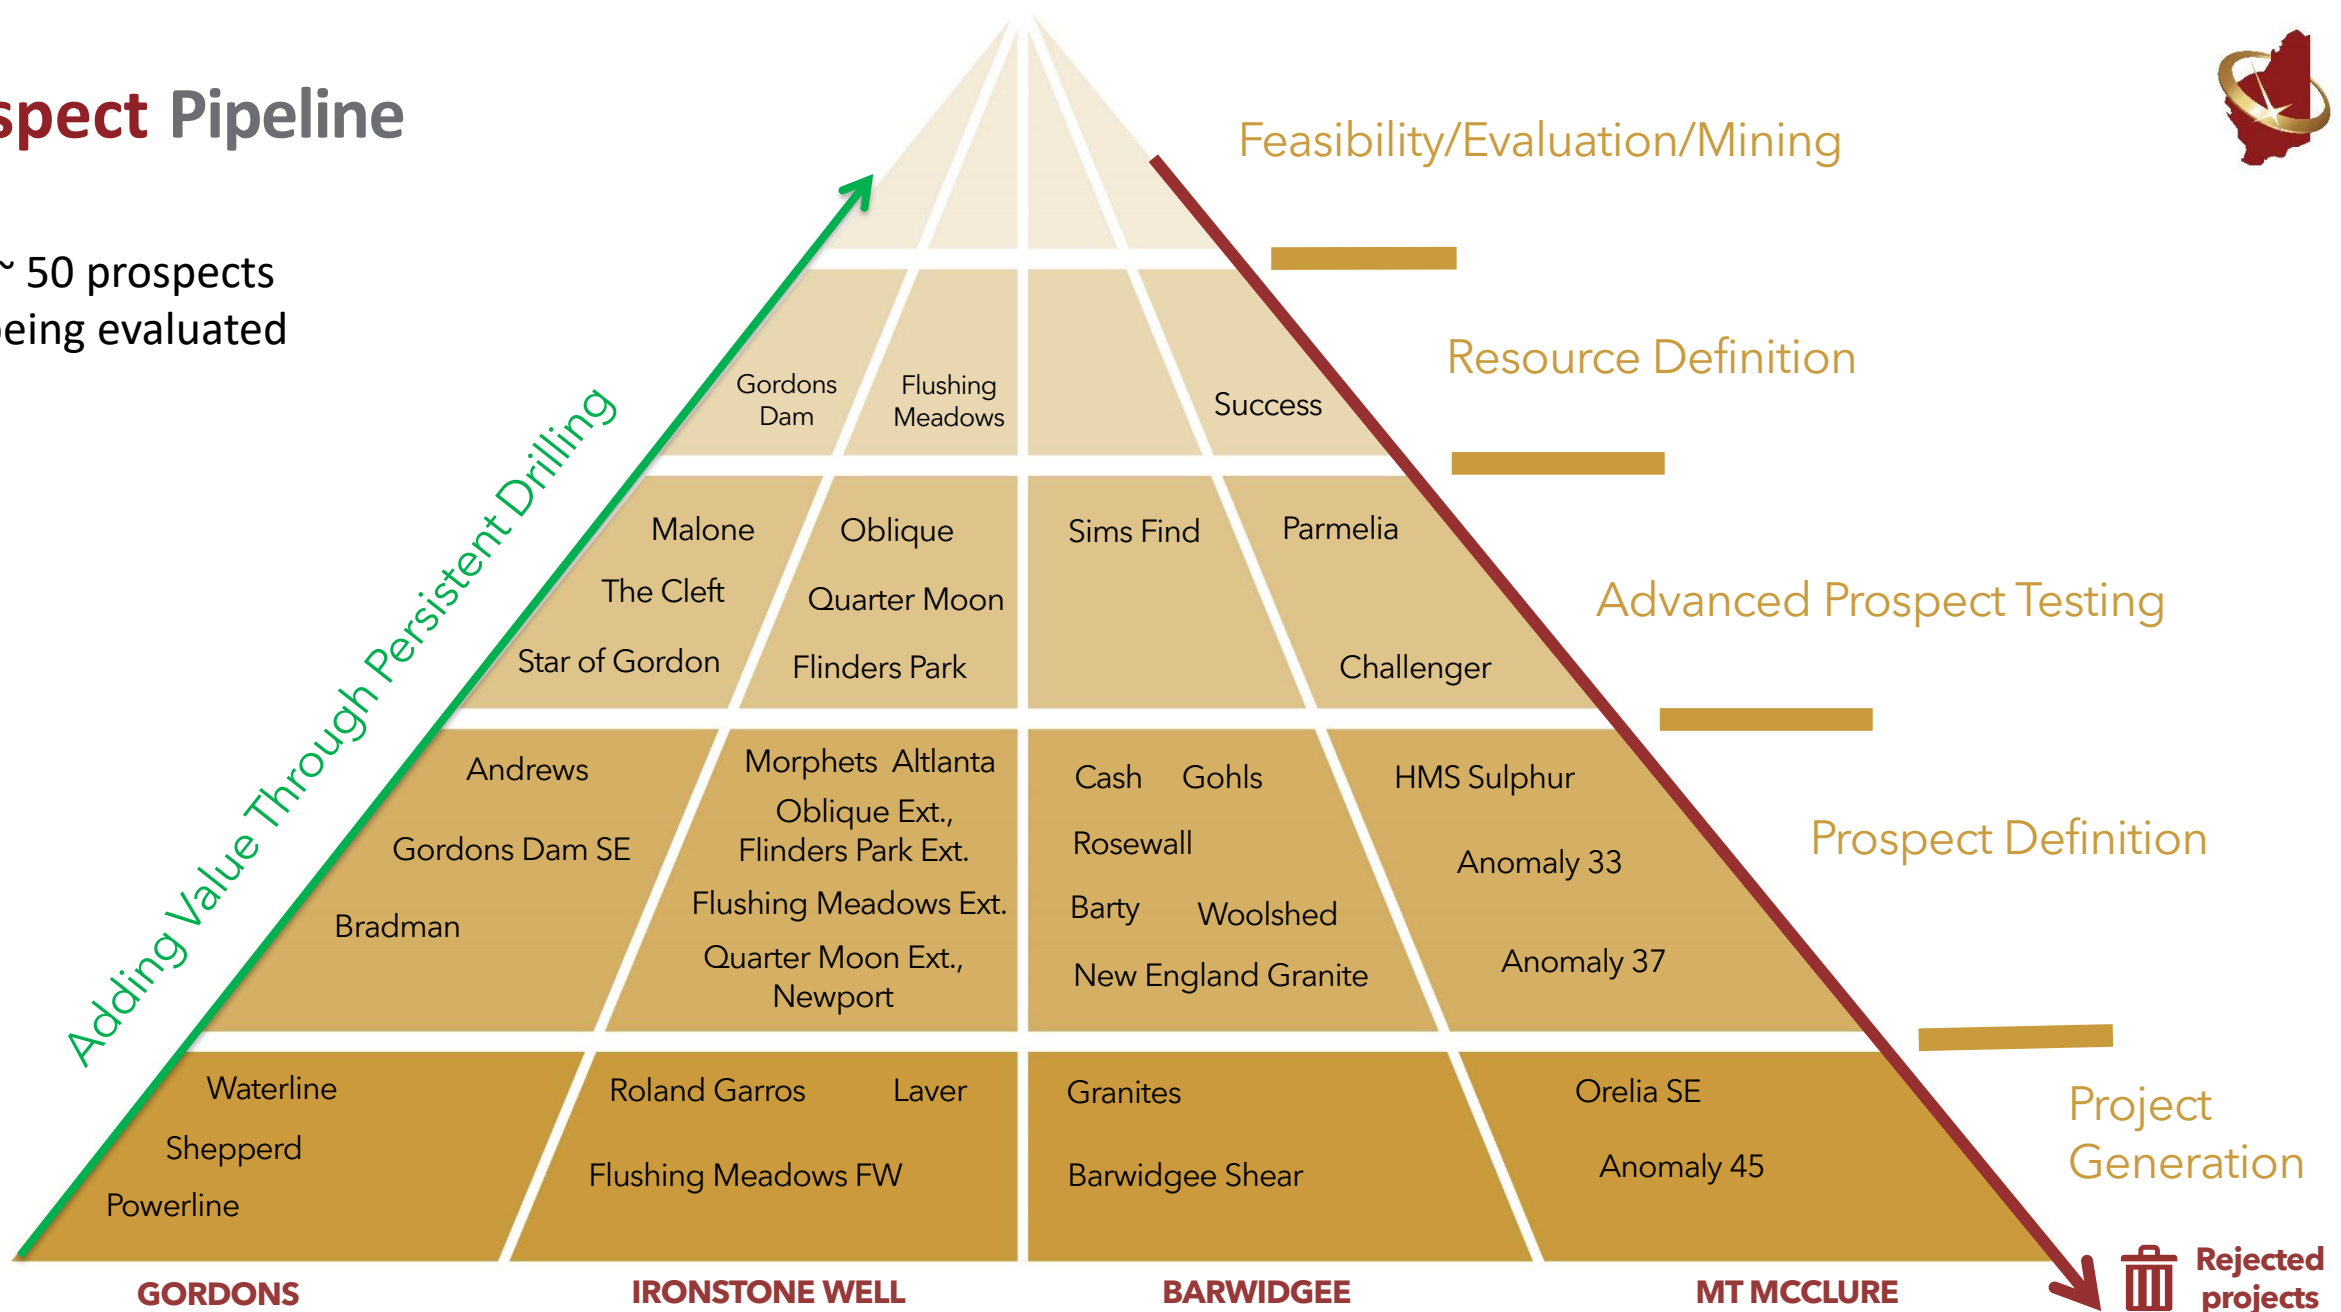 spect Pipeline
~ 50 prospects
being evaluated
Adding Value Through Persistent Drilling
Feasibility/Evaluation/Mining
Resource Definition
Gordons
Dam
Flushing
Meadows
Success
Advanced Prospect Testing
Malone
The Cleft
Star of Gordon
Oblique
Quarter Moon
Flinders Park
Sims Find
Parmelia
Challenger
Prospect Definition
Andrews
Gordons Dam SE
Bradman
Morphets Altlanta
Oblique Ext.,
Flinders Park Ext.
Flushing Meadows Ext.
Quarter Moon Ext.,
Newport
Cash Gohls
Rosewall
Barty Woolshed
New England Granite
HMS Sulphur
Anomaly 33
Anomaly 37
Project
Generation
Waterline
Shepperd
Powerline
Roland Garros Laver
Flushing Meadows FW
Granites
Barwidgee Shear
Orelia SE
Anomaly 45
GORDONS
IRONSTONE WELL
BARWIDGEE
MT MCCLURE
Rejected
projects